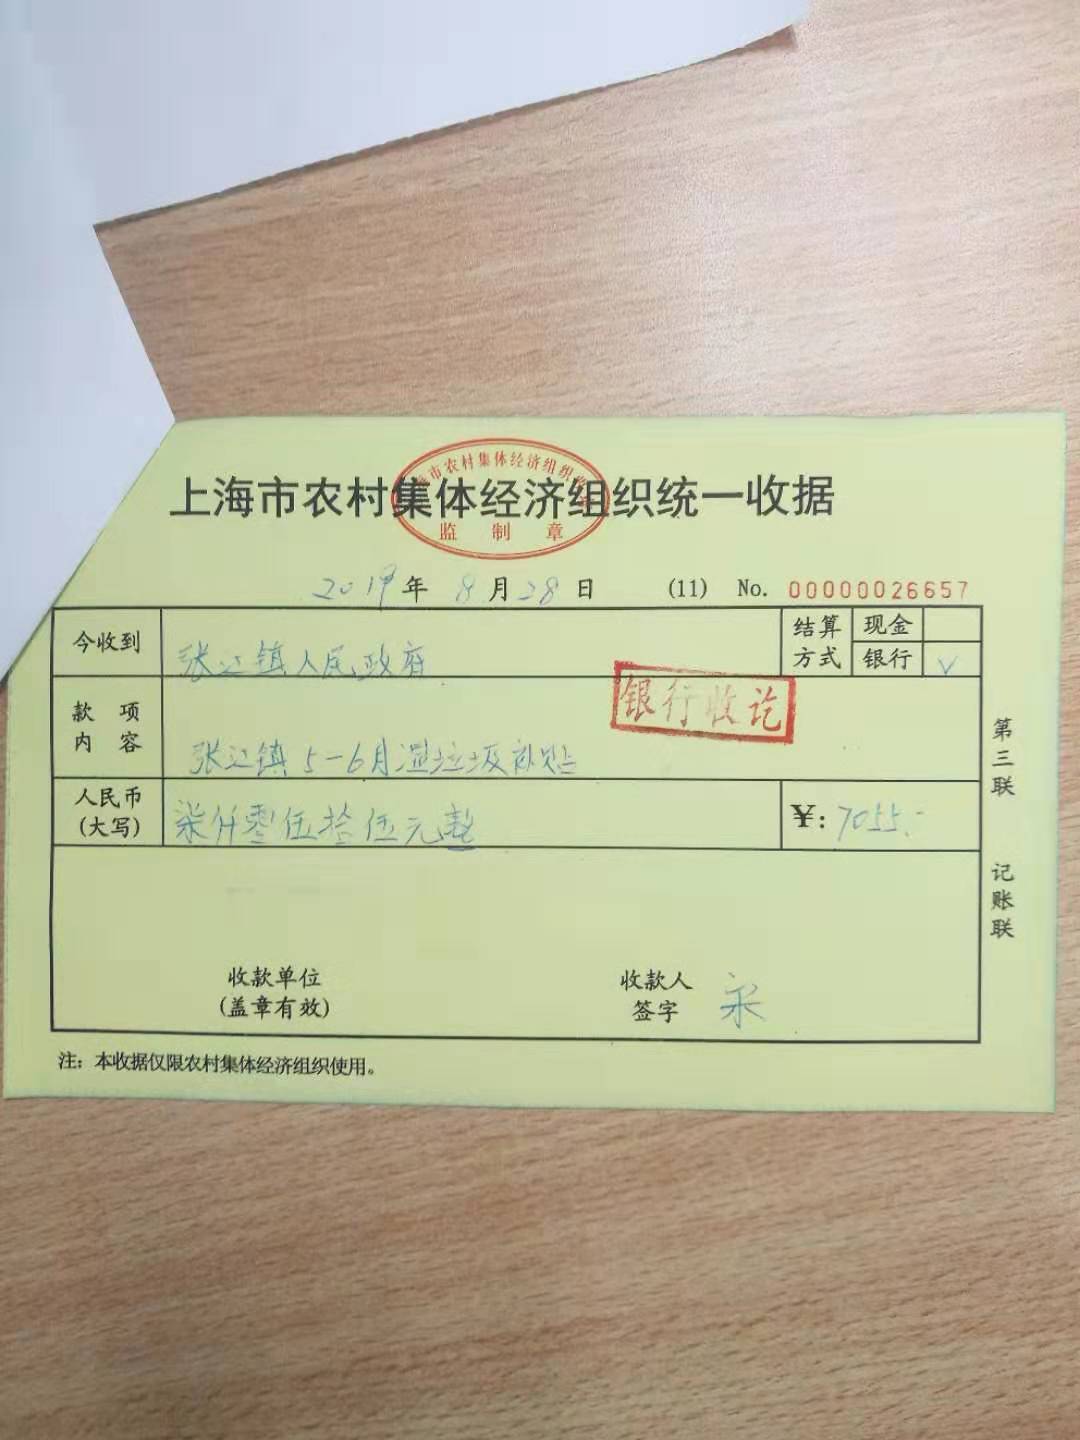 上海市农村集体经济组织统一收据
海市农村集体经济组织收据
监制章
2019年8月28日 (11) No. 00000026657
今收到 张江镇人民政府
结算方式 现金
银行 √
款项内容 张江镇5-6月湿垃圾补贴
银行收讫
人民币(大写) 柒仟零伍拾伍元整 ¥:7055.-
收款单位 收款人
(盖章有效) 签字
第三联 记账联
注:本收据仅限农村集体经济组织使用。